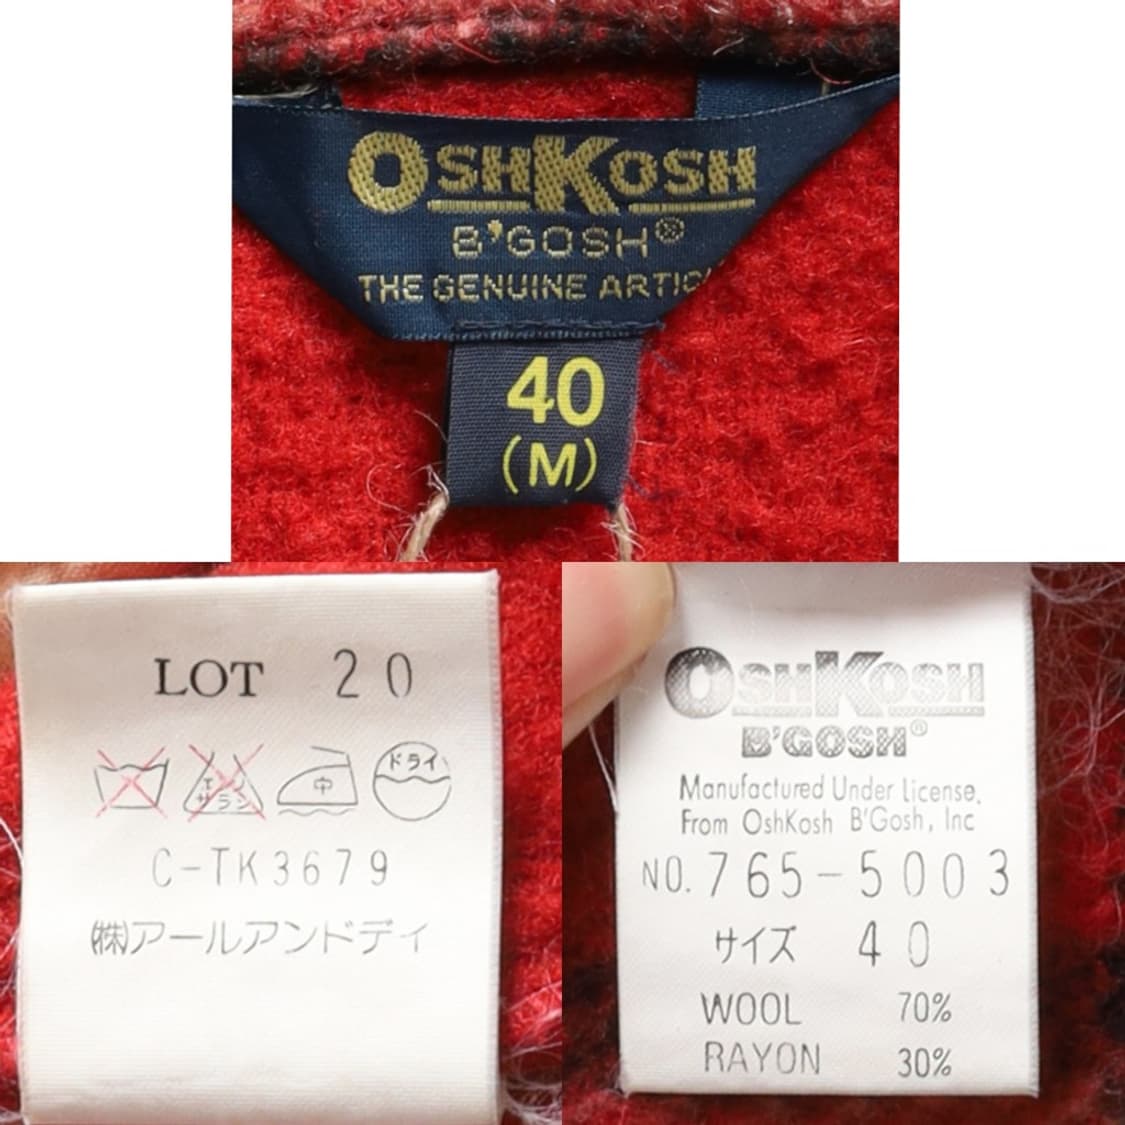 OSHKOSH
B'GOSH®
THE GENUINE
40
(M)
LOT 20
エンソ
サラシ
中
ドライ
C-TK3679
㈱アールアンドディ
OSHKOSH
B'GOSH®
Manufactured Under License.
From OshKosh B'Gosh, Inc
NO. 765-5003
サイズ 40
WOOL 70%
RAYON 30%